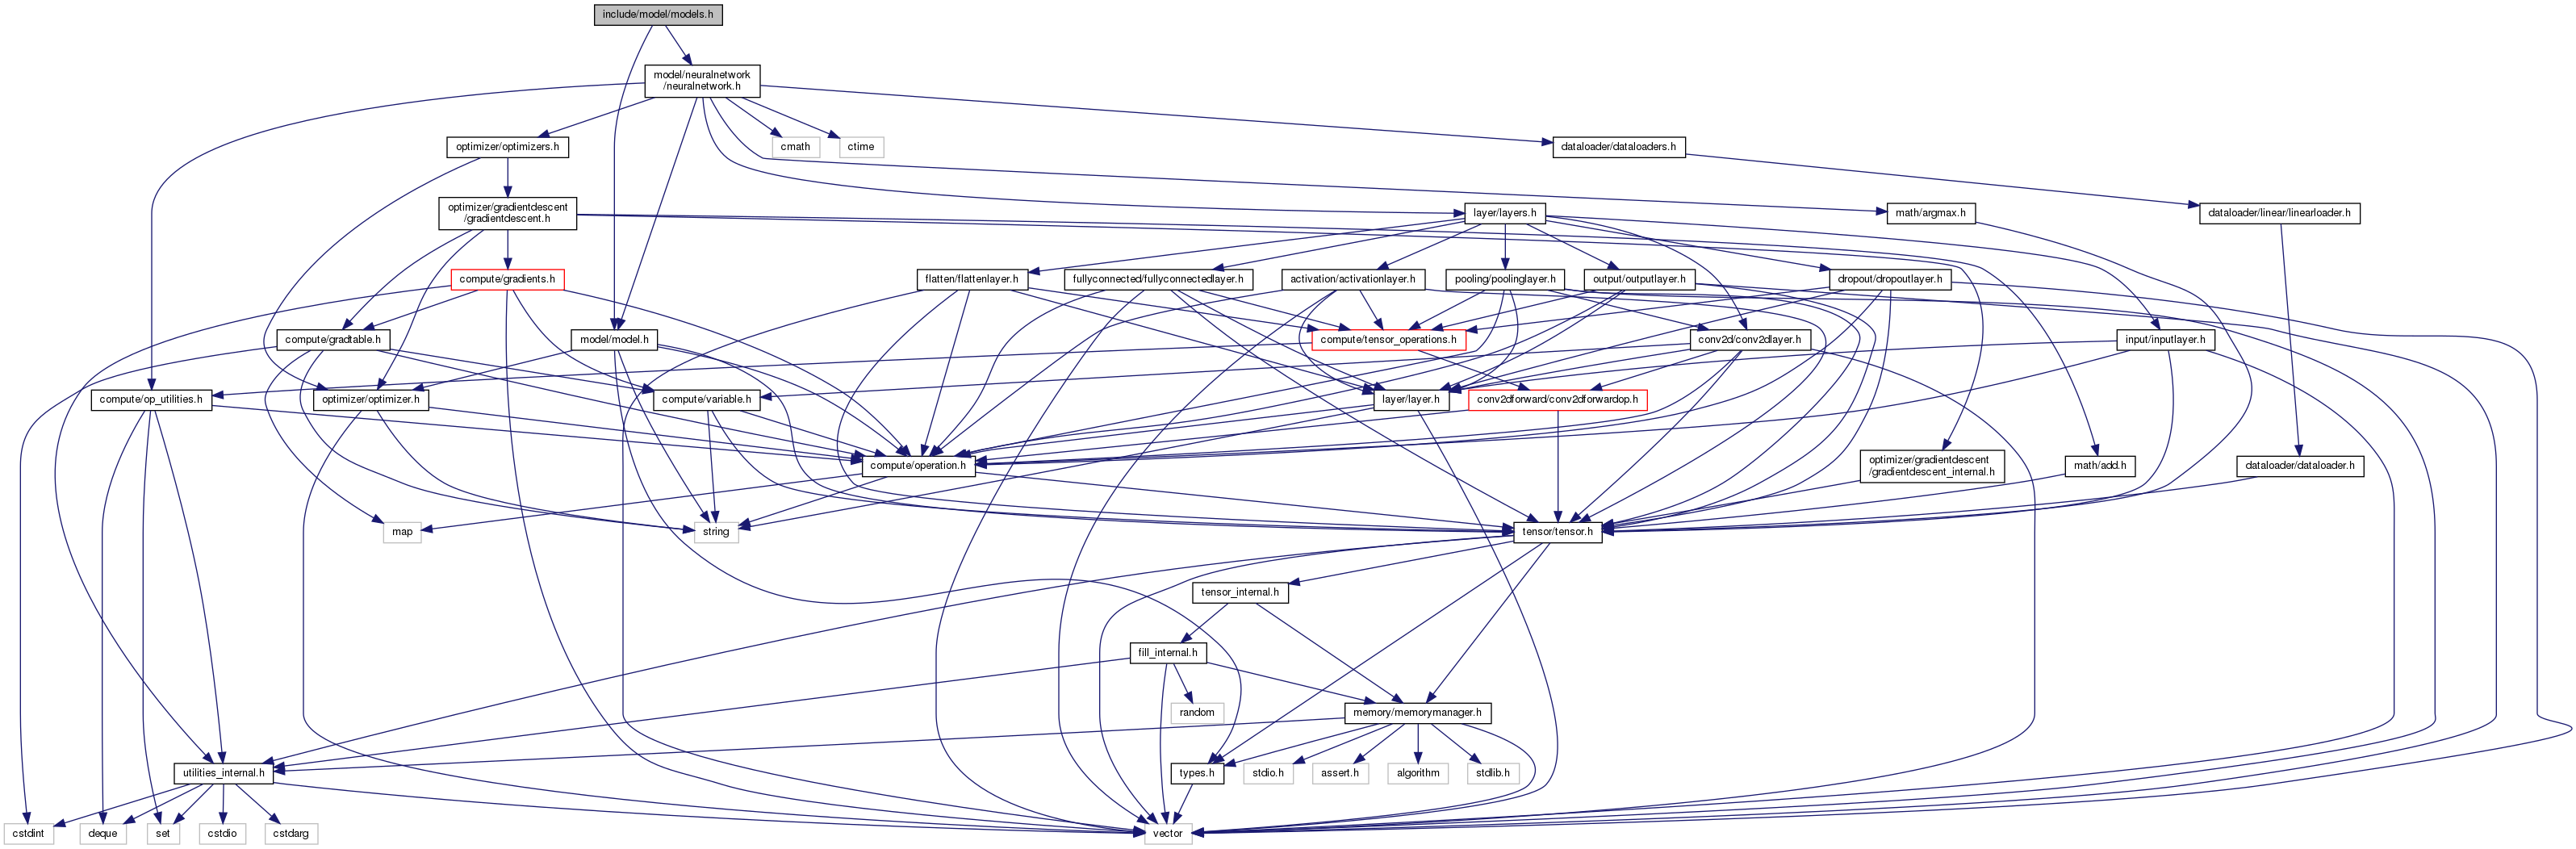 include/model/models.h
model/neuralnetwork
/neuralnetwork.h
optimizer/optimizers.h
cmath
ctime
dataloader/dataloaders.h
optimizer/gradientdescent
/gradientdescent.h
layer/layers.h
math/argmax.h
dataloader/linear/linearloader.h
compute/gradients.h
flatten/flattenlayer.h
fullyconnected/fullyconnectedlayer.h
activation/activationlayer.h
pooling/poolinglayer.h
output/outputlayer.h
dropout/dropoutlayer.h
compute/gradtable.h
model/model.h
compute/tensor_operations.h
conv2d/conv2dlayer.h
input/inputlayer.h
compute/op_utilities.h
optimizer/optimizer.h
compute/variable.h
layer/layer.h
conv2dforward/conv2dforwardop.h
compute/operation.h
optimizer/gradientdescent
/gradientdescent_internal.h
math/add.h
dataloader/dataloader.h
map
string
tensor/tensor.h
tensor_internal.h
fill_internal.h
random
memory/memorymanager.h
utilities_internal.h
types.h
stdio.h
assert.h
algorithm
stdlib.h
cstdint
deque
set
cstdio
cstdarg
vector